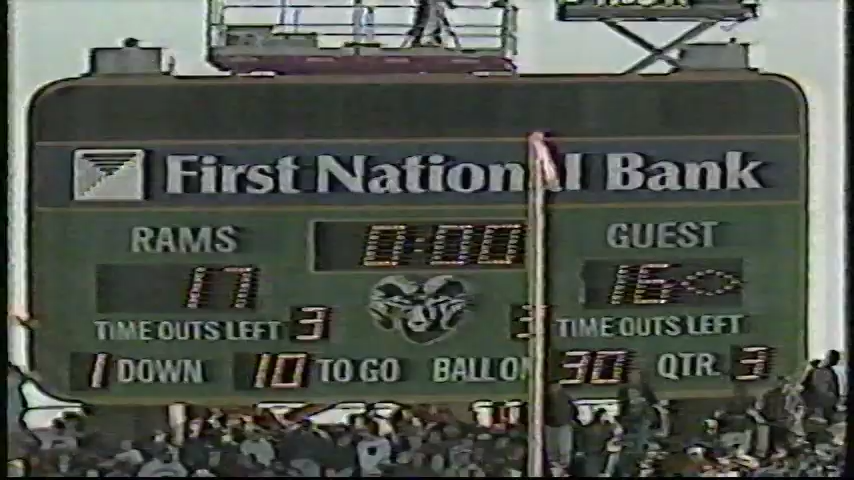 First National Bank
RAMS 0:00 GUEST
17 16
TIME OUTS LEFT 3 3 TIME OUTS LEFT
1 DOWN 10 TO GO BALL ON 30 QTR. 3